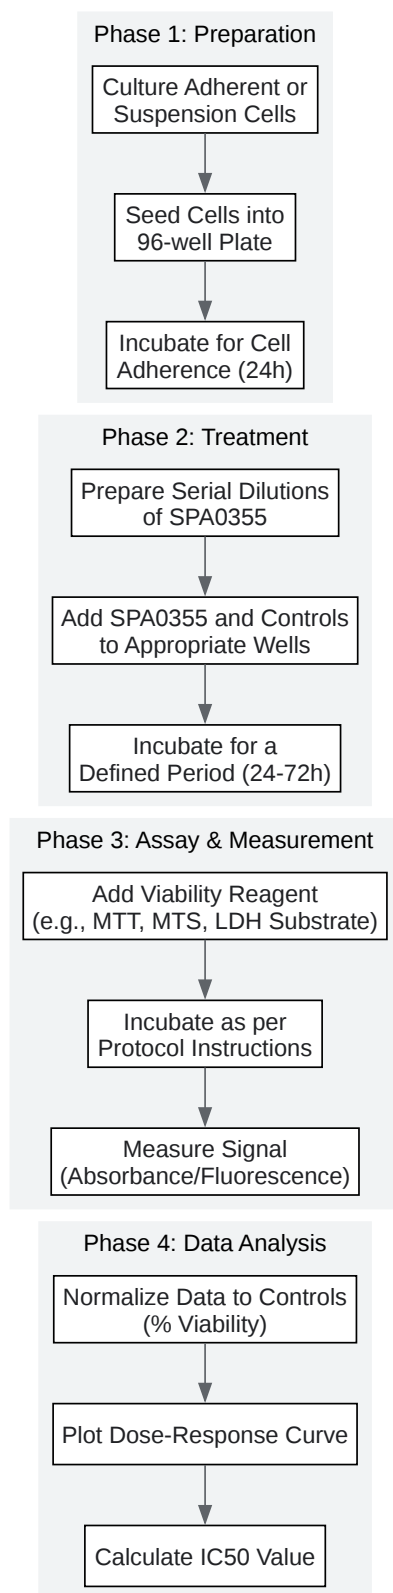 Phase 1: Preparation
Culture Adherent or
Suspension Cells
Seed Cells into
96-well Plate
Incubate for Cell
Adherence (24h)
Phase 2: Treatment
Prepare Serial Dilutions
of SPA0355
Add SPA0355 and Controls
to Appropriate Wells
Incubate for a
Defined Period (24-72h)
Phase 3: Assay & Measurement
Add Viability Reagent
(e.g., MTT, MTS, LDH Substrate)
Incubate as per
Protocol Instructions
Measure Signal
(Absorbance/Fluorescence)
Phase 4: Data Analysis
Normalize Data to Controls
(% Viability)
Plot Dose-Response Curve
Calculate IC50 Value